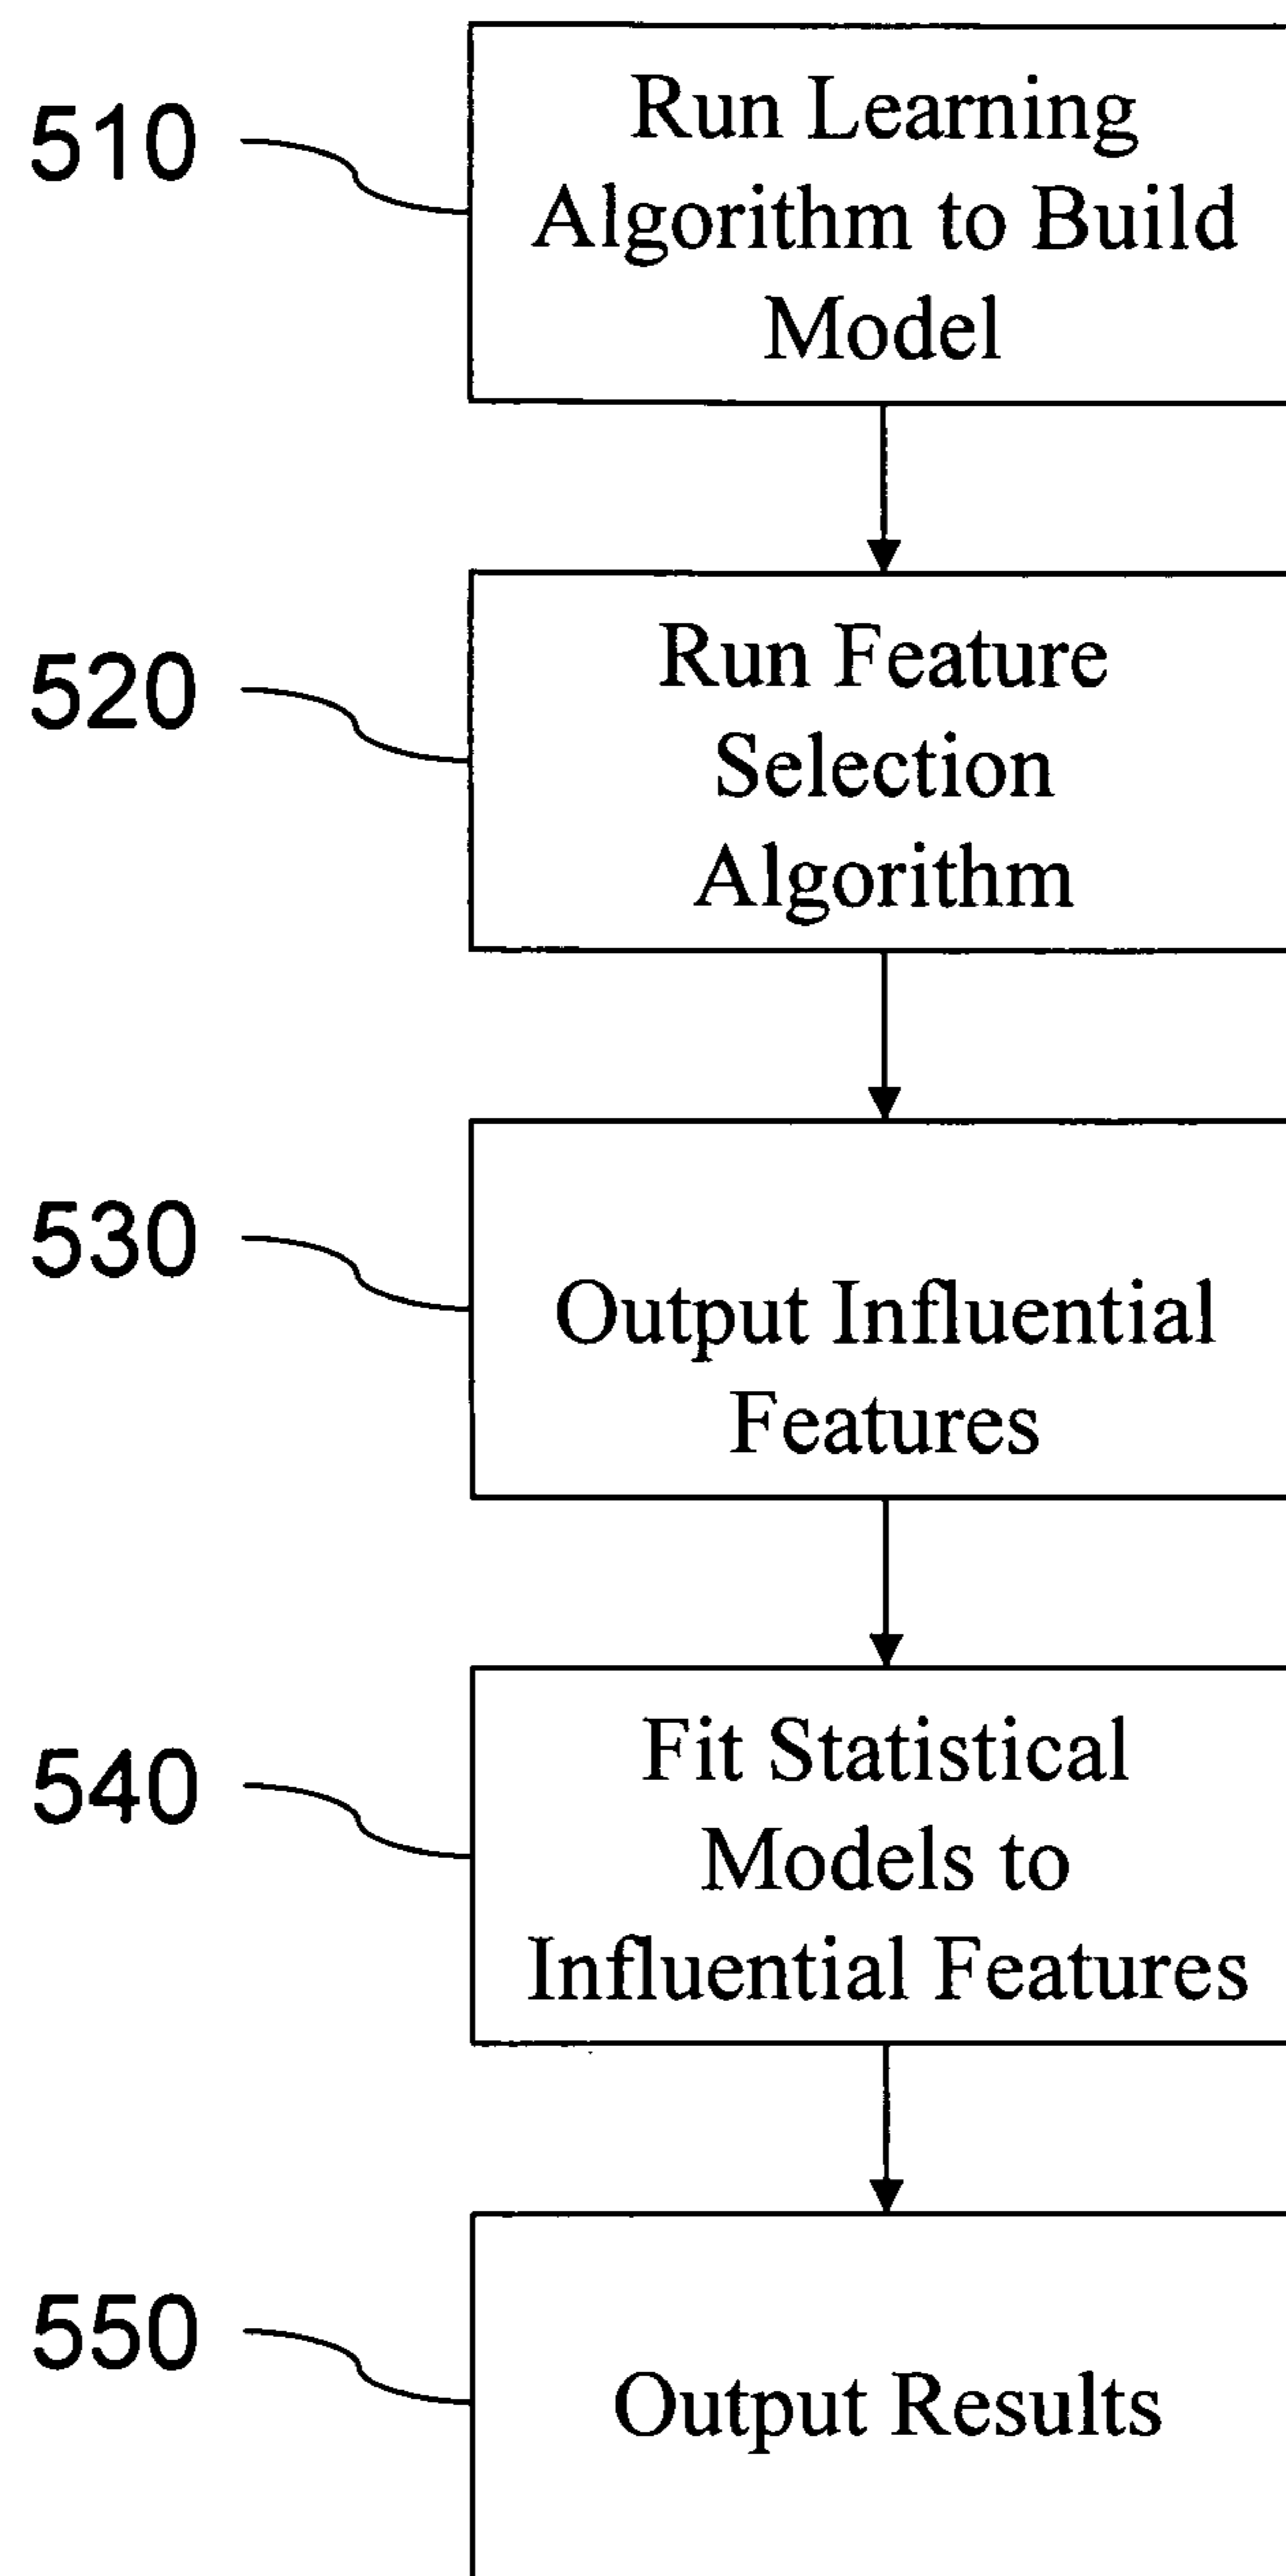 510
Run Learning
Algorithm to Build
Model
520
Run Feature
Selection
Algorithm
530
Output Influential
Features
540
Fit Statistical
Models to
Influential Features
550
Output Results